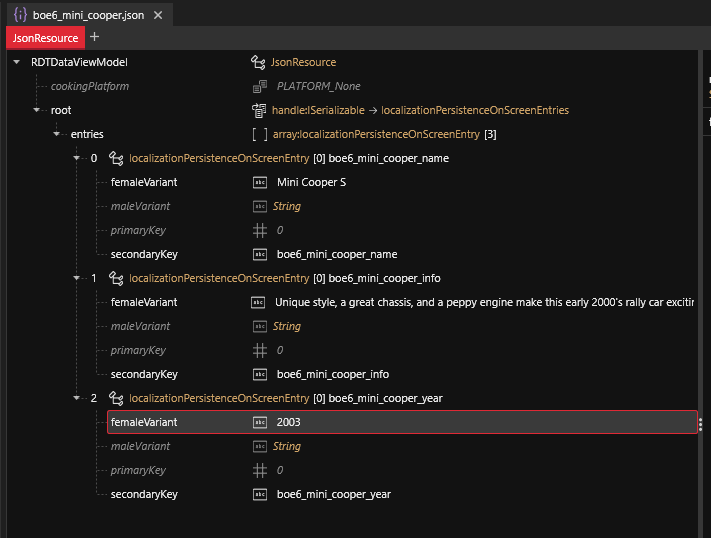 {i} boe6_mini_cooper.json ×
JsonResource +
RDTDataViewModel JsonResource
cookingPlatform PLATFORM_None
root handle:ISerializable → localizationPersistenceOnScreenEntries
entries [ ] array:localizationPersistenceOnScreenEntry [3]
0 localizationPersistenceOnScreenEntry [0] boe6_mini_cooper_name
femaleVariant abc Mini Cooper S
maleVariant abc String
primaryKey # 0
secondaryKey abc boe6_mini_cooper_name
1 localizationPersistenceOnScreenEntry [0] boe6_mini_cooper_info
femaleVariant abc Unique style, a great chassis, and a peppy engine make this early 2000's rally car excitin
maleVariant abc String
primaryKey # 0
secondaryKey abc boe6_mini_cooper_info
2 localizationPersistenceOnScreenEntry [0] boe6_mini_cooper_year
femaleVariant abc 2003
maleVariant abc String
primaryKey # 0
secondaryKey abc boe6_mini_cooper_year